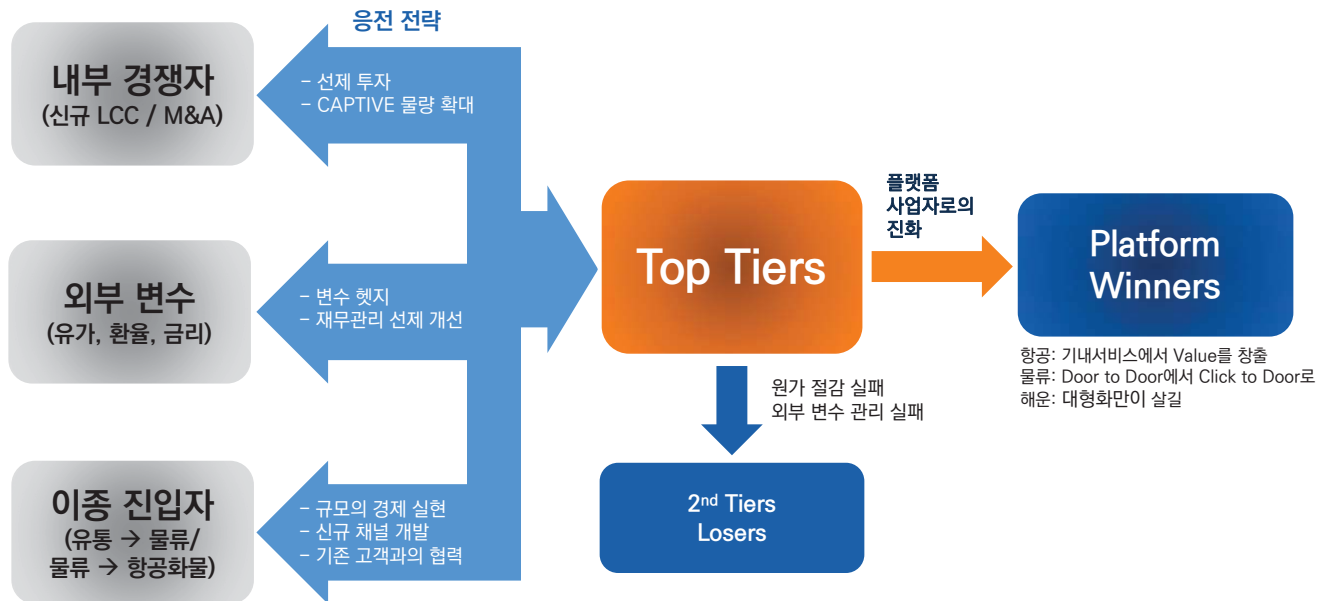 응전 전략
내부 경쟁자
(신규 LCC / M&A)
– 선제 투자
– CAPTIVE 물량 확대
외부 변수
(유가, 환율, 금리)
– 변수 헷지
– 재무관리 선제 개선
이종 진입자
(유통 → 물류/
물류 → 항공화물)
– 규모의 경제 실현
– 신규 채널 개발
– 기존 고객과의 협력
Top Tiers
플랫폼
사업자로의
진화
Platform
Winners
항공: 기내서비스에서 Value를 창출
물류: Door to Door에서 Click to Door로
해운: 대형화만이 살길
원가 절감 실패
외부 변수 관리 실패
2nd Tiers
Losers